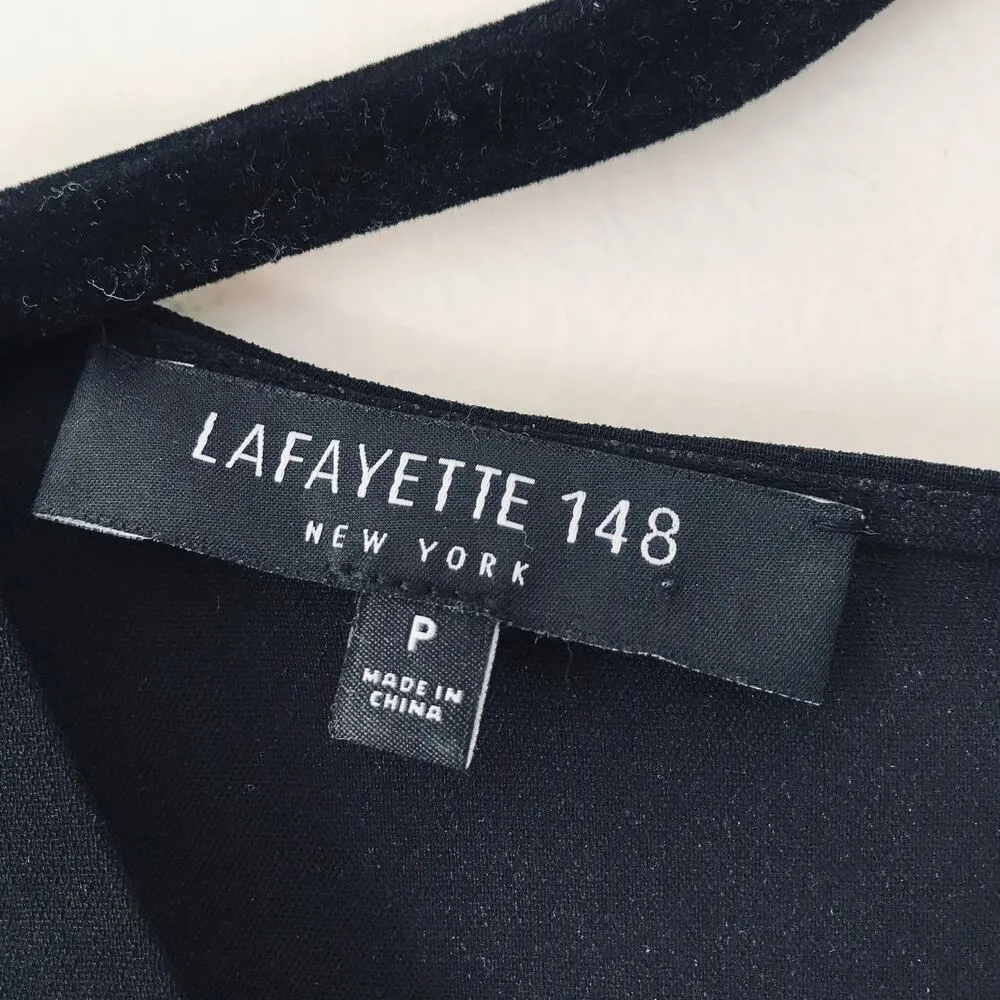 LAFAYETTE 148
NEW YORK
P
MADE IN
CHINA